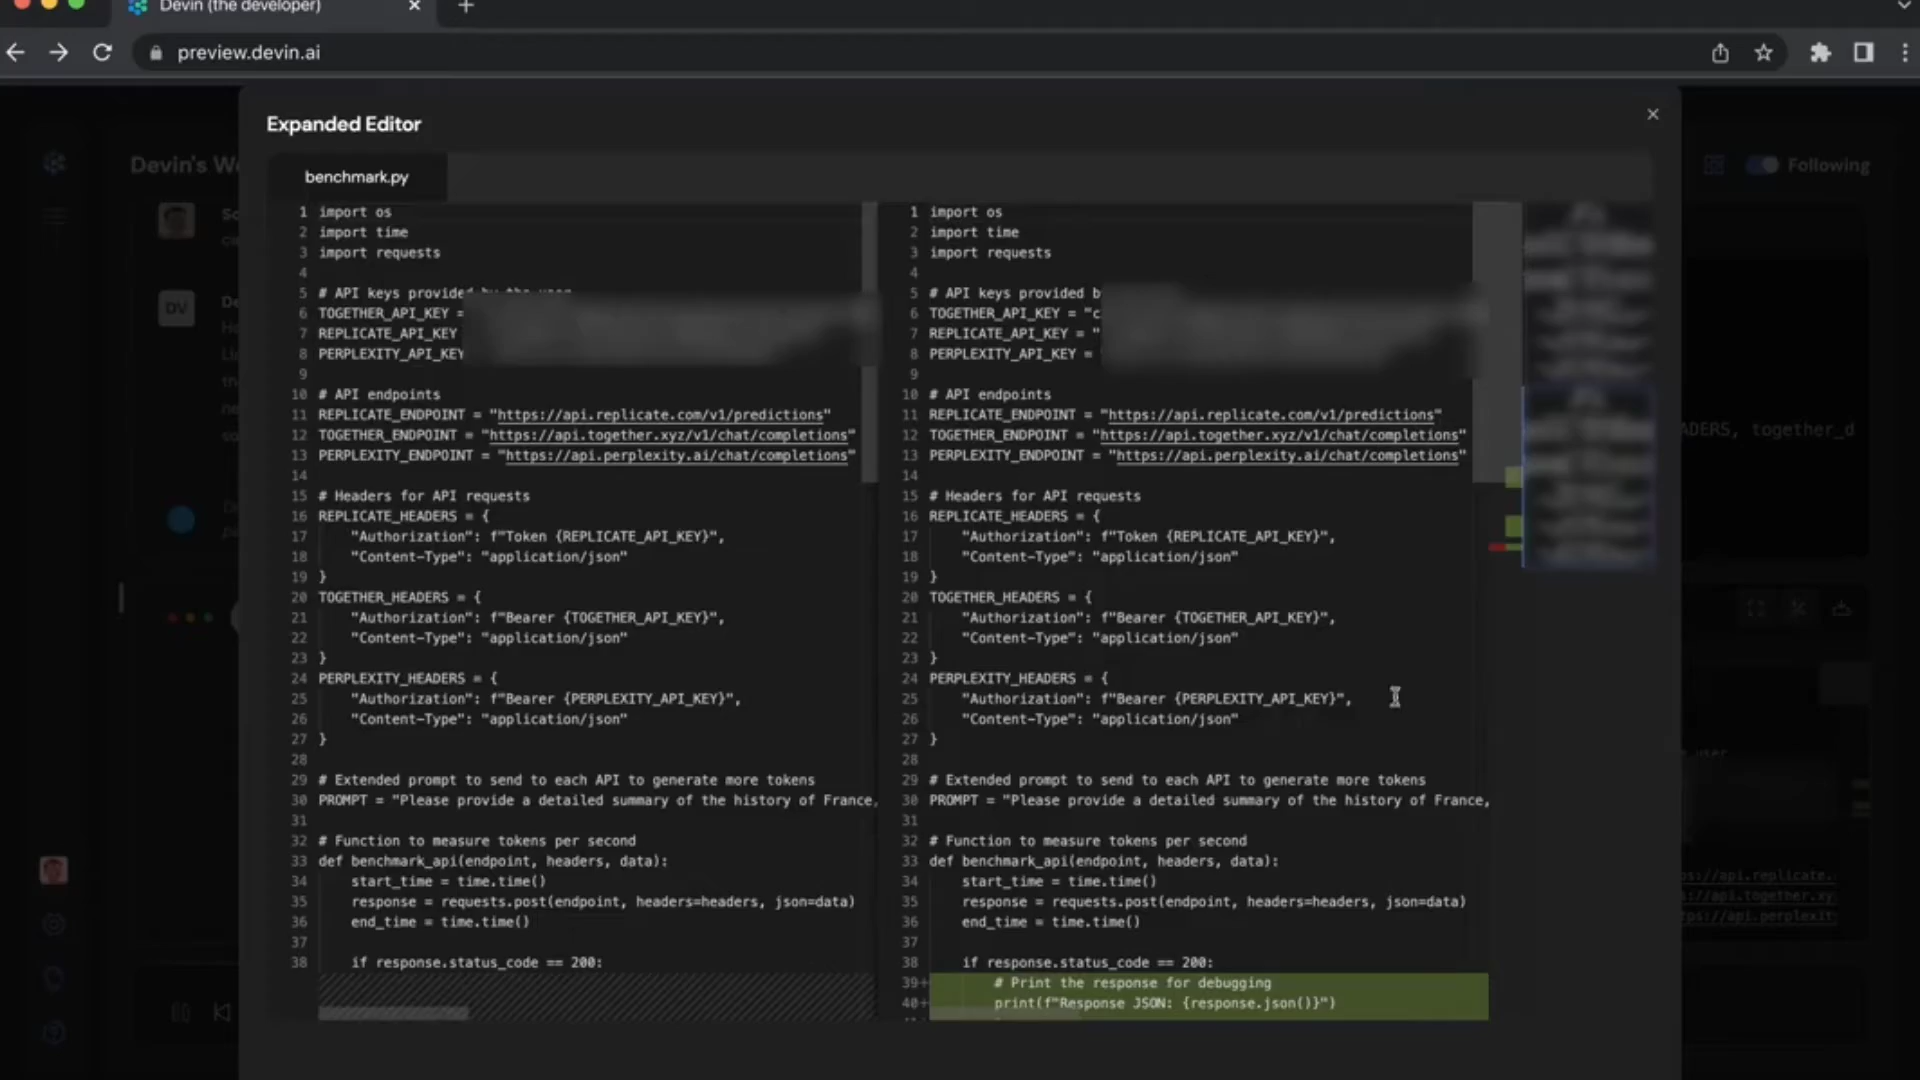 Devin (the developer)
preview.devin.ai
Expanded Editor
Devin's W
Following
benchmark.py
1 import os
2 import time
3 import requests
4
5 # API keys provided by the user
6 TOGETHER_API_KEY =
7 REPLICATE_API_KEY
8 PERPLEXITY_API_KEY
9
10 # API endpoints
11 REPLICATE_ENDPOINT = "https://api.replicate.com/v1/predictions"
12 TOGETHER_ENDPOINT = "https://api.together.xyz/v1/chat/completions"
13 PERPLEXITY_ENDPOINT = "https://api.perplexity.ai/chat/completions"
14
15 # Headers for API requests
16 REPLICATE_HEADERS = {
17 "Authorization": f"Token {REPLICATE_API_KEY}",
18 "Content-Type": "application/json"
19 }
20 TOGETHER_HEADERS = {
21 "Authorization": f"Bearer {TOGETHER_API_KEY}",
22 "Content-Type": "application/json"
23 }
24 PERPLEXITY_HEADERS = {
25 "Authorization": f"Bearer {PERPLEXITY_API_KEY}",
26 "Content-Type": "application/json"
27 }
28
29 # Extended prompt to send to each API to generate more tokens
30 PROMPT = "Please provide a detailed summary of the history of France,
31
32 # Function to measure tokens per second
33 def benchmark_api(endpoint, headers, data):
34 start_time = time.time()
35 response = requests.post(endpoint, headers=headers, json=data)
36 end_time = time.time()
37
38 if response.status_code == 200:
1 import os
2 import time
3 import requests
4
5 # API keys provided b
6 TOGETHER_API_KEY = "c
7 REPLICATE_API_KEY = "
8 PERPLEXITY_API_KEY =
9
10 # API endpoints
11 REPLICATE_ENDPOINT = "https://api.replicate.com/v1/predictions"
12 TOGETHER_ENDPOINT = "https://api.together.xyz/v1/chat/completions"
13 PERPLEXITY_ENDPOINT = "https://api.perplexity.ai/chat/completions"
14
15 # Headers for API requests
16 REPLICATE_HEADERS = {
17 "Authorization": f"Token {REPLICATE_API_KEY}",
18 "Content-Type": "application/json"
19 }
20 TOGETHER_HEADERS = {
21 "Authorization": f"Bearer {TOGETHER_API_KEY}",
22 "Content-Type": "application/json"
23 }
24 PERPLEXITY_HEADERS = {
25 "Authorization": f"Bearer {PERPLEXITY_API_KEY}",
26 "Content-Type": "application/json"
27 }
28
29 # Extended prompt to send to each API to generate more tokens
30 PROMPT = "Please provide a detailed summary of the history of France,
31
32 # Function to measure tokens per second
33 def benchmark_api(endpoint, headers, data):
34 start_time = time.time()
35 response = requests.post(endpoint, headers=headers, json=data)
36 end_time = time.time()
37
38 if response.status_code == 200:
39+ # Print the response for debugging
40+ print(f"Response JSON: {response.json()}")
DV
ADERS, together_d
ps://api.replicate.
s://api.together.xy
tps://api.perplexit